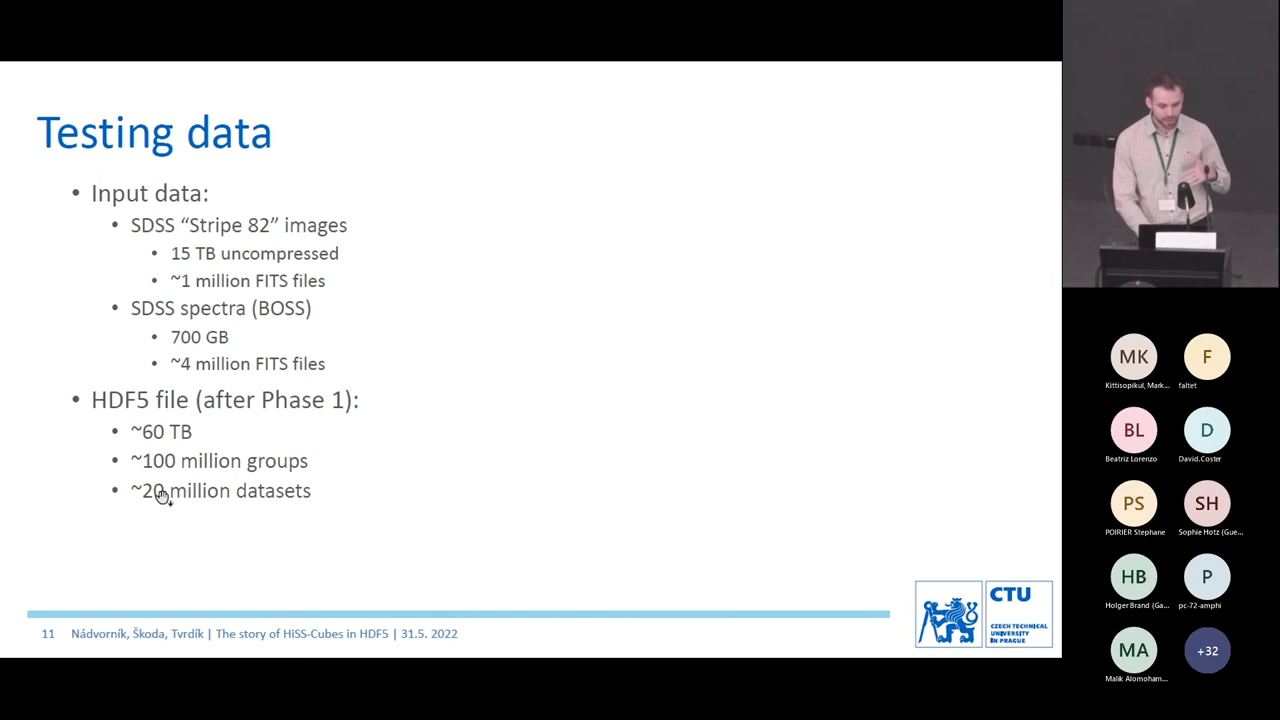 Testing data
• Input data:
• SDSS “Stripe 82” images
• 15 TB uncompressed
• ~1 million FITS files
• SDSS spectra (BOSS)
• 700 GB
• ~4 million FITS files
• HDF5 file (after Phase 1):
• ~60 TB
• ~100 million groups
• ~20 million datasets
11 Nádvorník, Škoda, Tvrdík | The story of HiSS-Cubes in HDF5 | 31.5. 2022
CTU
CZECH TECHNICAL
UNIVERSITY
IN PRAGUE
MK
Kittisopikul, Mark...
F
faltet
BL
Beatriz Lorenzo
D
David.Coster
PS
POIRIER Stephane
SH
Sophie Hotz (Gue...
HB
Holger Brand (Ga...
P
pc-72-amphi
MA
Malik Alomoham...
+32